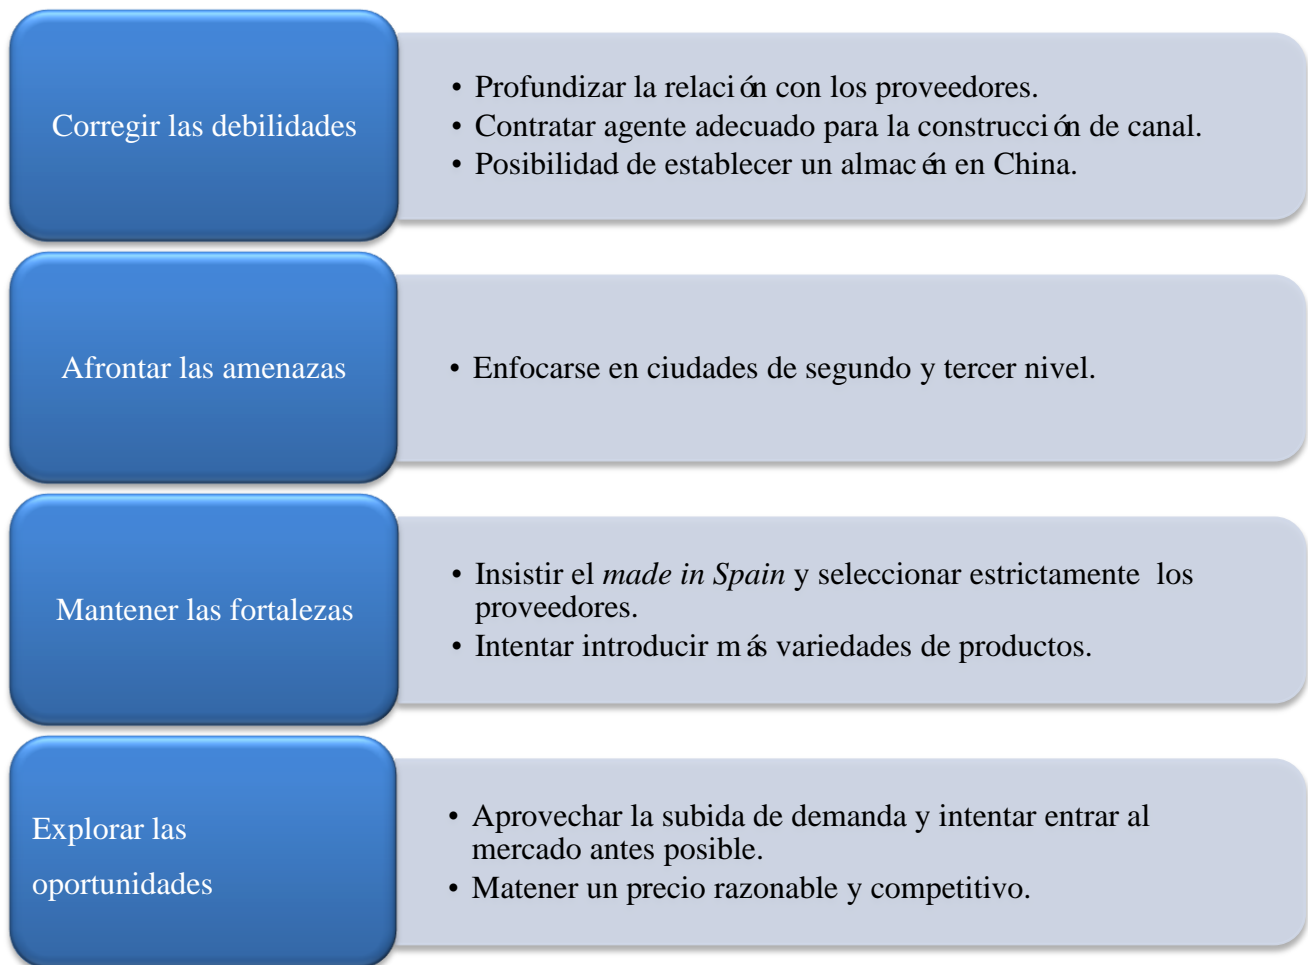 Corregir las debilidades
• Profundizar la relación con los proveedores.
• Contratar agente adecuado para la construcción de canal.
• Posibilidad de establecer un almacén en China.
Afrontar las amenazas
• Enfocarse en ciudades de segundo y tercer nivel.
Mantener las fortalezas
• Insistir el made in Spain y seleccionar estrictamente los
proveedores.
• Intentar introducir más variedades de productos.
Explorar las
oportunidades
• Aprovechar la subida de demanda y intentar entrar al
mercado antes posible.
• Matener un precio razonable y competitivo.